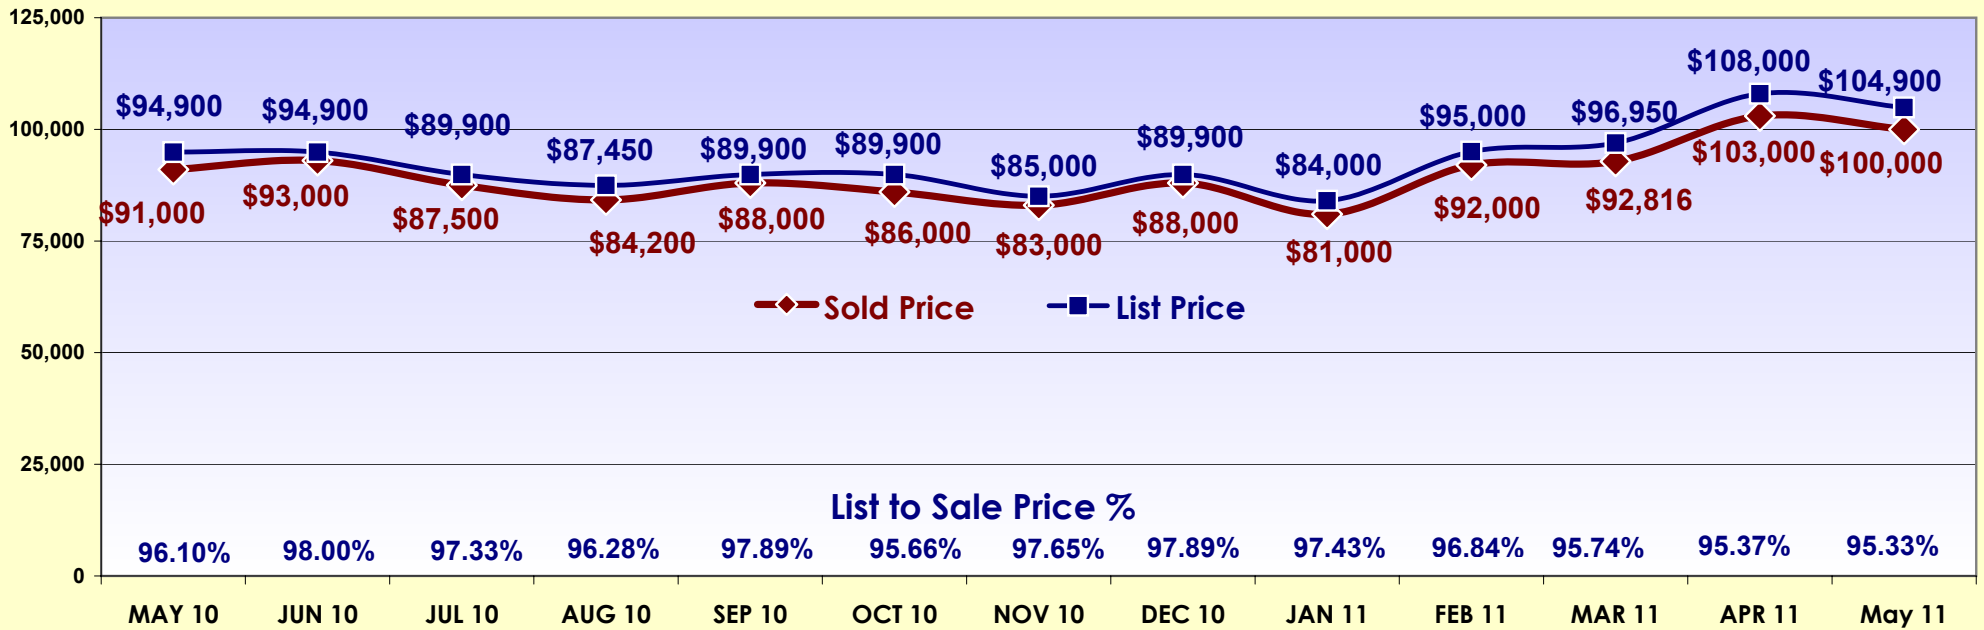 125,000
100,000
75,000
50,000
25,000
0
$94,900 $94,900 $89,900 $87,450 $89,900 $89,900 $85,000 $89,900 $84,000 $95,000 $96,950 $108,000 $104,900
$91,000 $93,000 $87,500 $84,200 $88,000 $86,000 $83,000 $88,000 $81,000 $92,000 $92,816 $103,000 $100,000
Sold Price List Price
List to Sale Price %
96.10% 98.00% 97.33% 96.28% 97.89% 95.66% 97.65% 97.89% 97.43% 96.84% 95.74% 95.37% 95.33%
MAY 10 JUN 10 JUL 10 AUG 10 SEP 10 OCT 10 NOV 10 DEC 10 JAN 11 FEB 11 MAR 11 APR 11 May 11